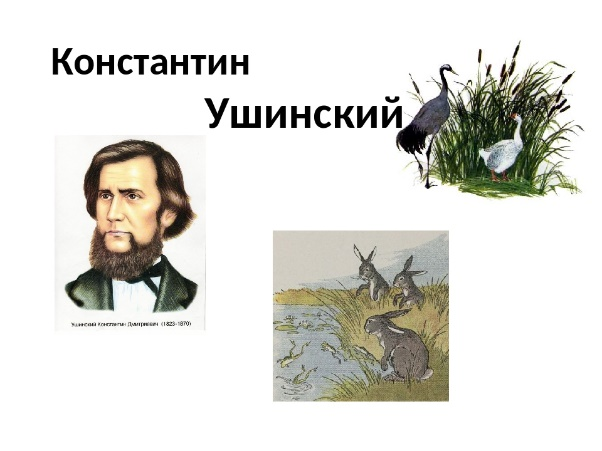 Константин
Ушинский
Ушинский Константин Дмитриевич (1823-1870)